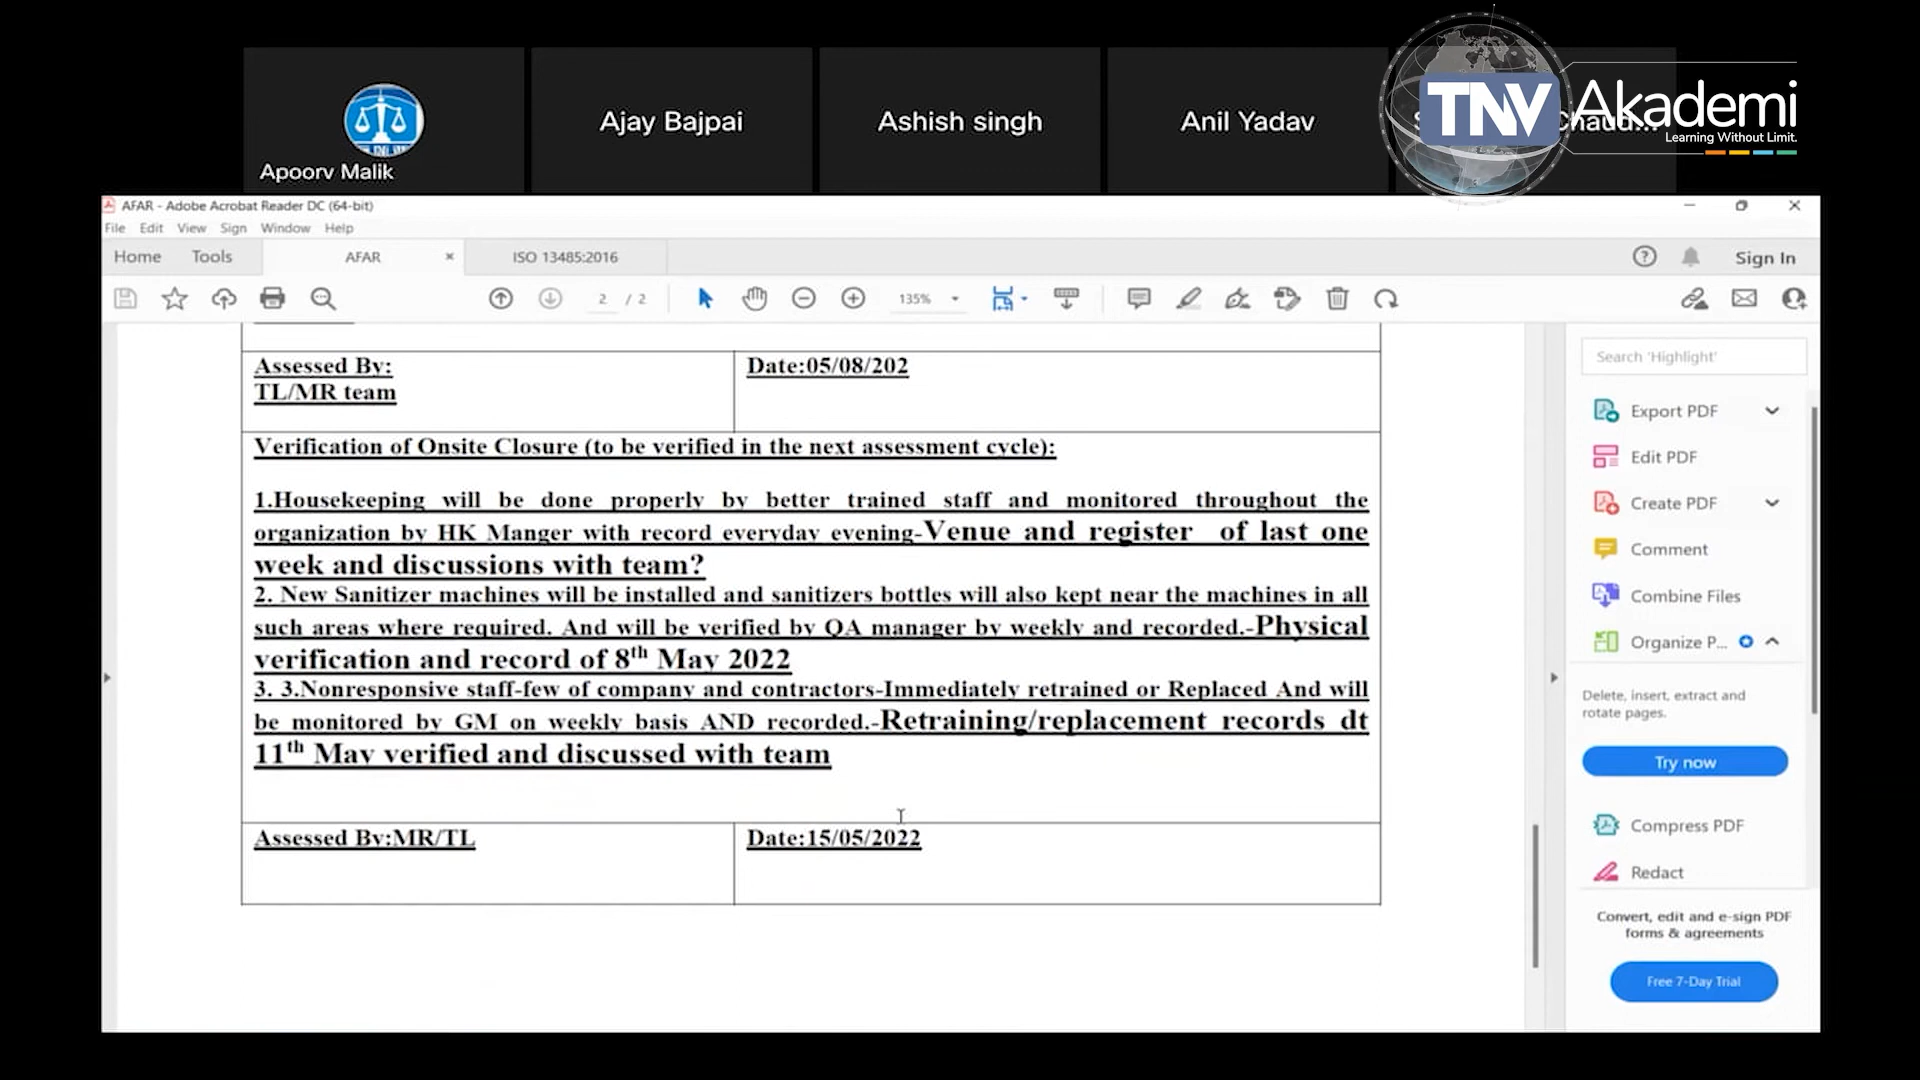 Apoorv Malik
Ajay Bajpai
Ashish singh
Anil Yadav
TNV Akademi
Learning Without Limit.
AFAR - Adobe Acrobat Reader DC (64-bit)
File Edit View Sign Window Help
Home Tools AFAR ISO 13485:2016 Sign In
2 / 2 135%
Assessed By: Date:05/08/202
TL/MR team
Verification of Onsite Closure (to be verified in the next assessment cycle):
1.Housekeeping will be done properly by better trained staff and monitored throughout the
organization by HK Manger with record everyday evening-Venue and register of last one
week and discussions with team?
2. New Sanitizer machines will be installed and sanitizers bottles will also kept near the machines in all
such areas where required. And will be verified by QA manager by weekly and recorded.-Physical
verification and record of 8th May 2022
3. 3.Nonresponsive staff-few of company and contractors-Immediately retrained or Replaced And will
be monitored by GM on weekly basis AND recorded.-Retraining/replacement records dt
11th May verified and discussed with team
Assessed By:MR/TL Date:15/05/2022
Search 'Highlight'
Export PDF
Edit PDF
Create PDF
Comment
Combine Files
Organize P...
Delete, insert, extract and
rotate pages.
Try now
Compress PDF
Redact
Convert, edit and e-sign PDF
forms & agreements
Free 7-Day Trial